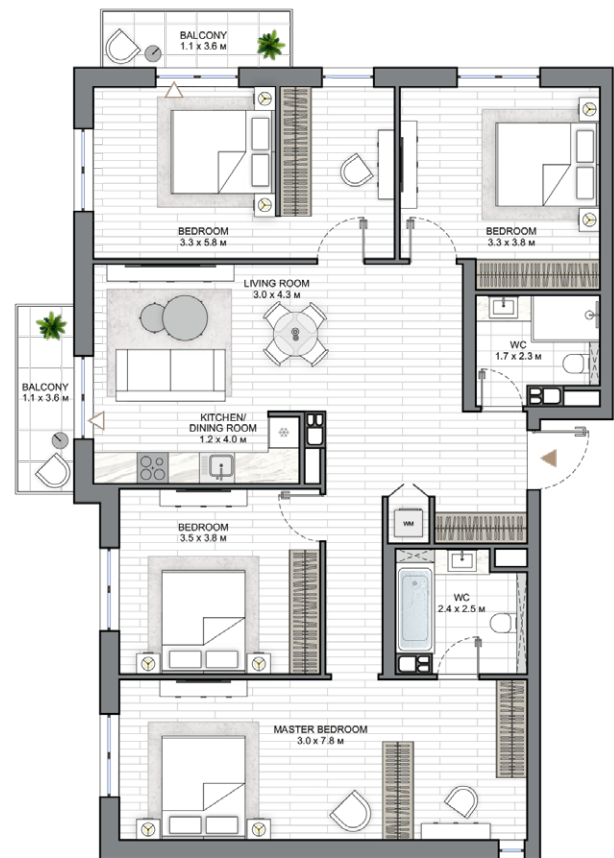 BALCONY
1.1 x 3.6 м
BEDROOM
3.3 x 5.8 м
BEDROOM
3.3 x 3.8 м
LIVING ROOM
3.0 x 4.3 м
WC
1.7 x 2.3 м
BALCONY
1.1 x 3.6 м
KITCHEN/
DINING ROOM
1.2 x 4.0 м
BEDROOM
3.5 x 3.8 м
WM
WC
2.4 x 2.5 м
MASTER BEDROOM
3.0 x 7.8 м